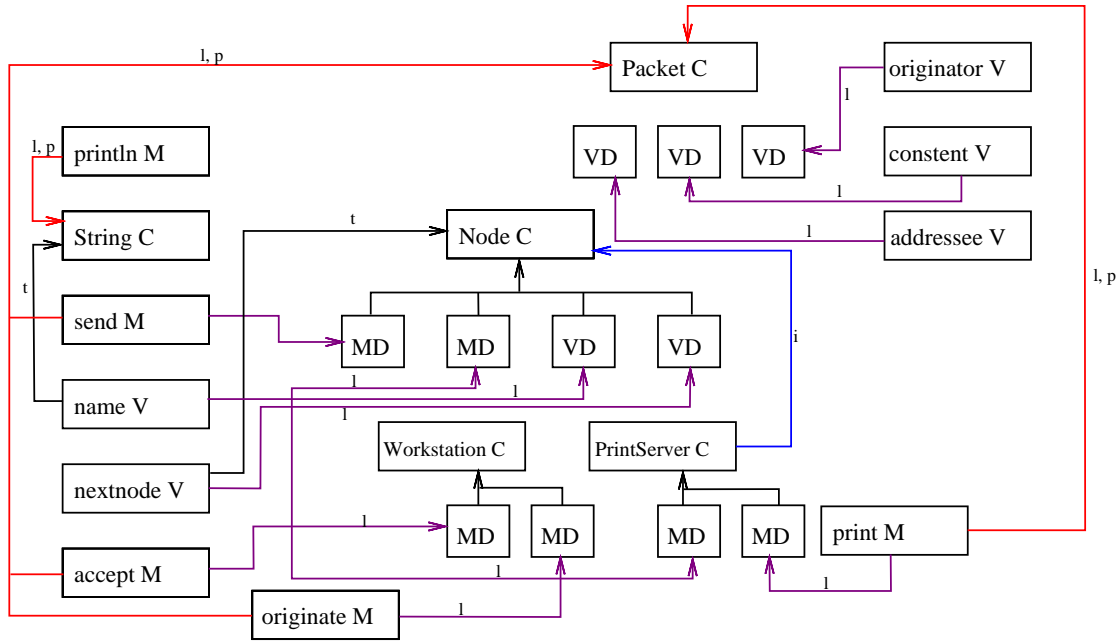 l, p
Packet C
originator V
l
l, p
println M
VD
VD
VD
constent V
l
String C
t
Node C
l
addressee V
t
l, p
send M
MD
MD
VD
VD
i
l
l
name V
l
Workstation C
PrintServer C
nextnode V
l
MD
MD
MD
MD
print M
accept M
l
l
originate M
l